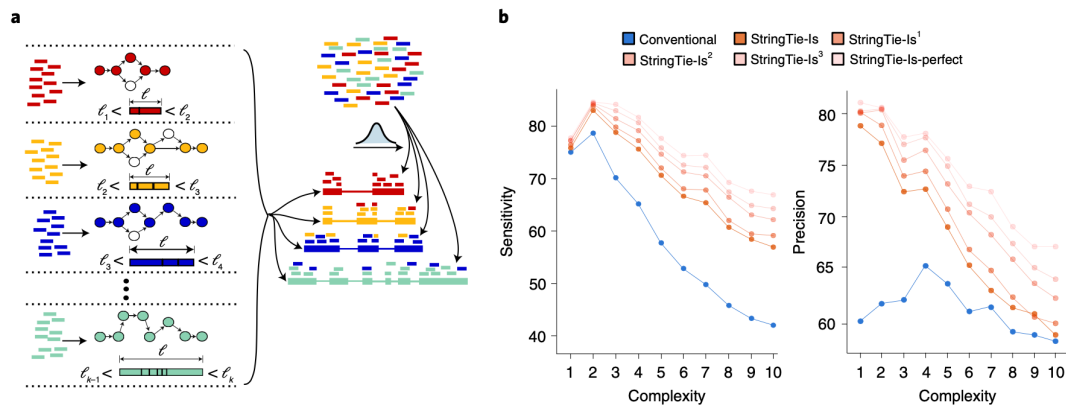 a
ℓ
ℓ₁ < < ℓ₂
ℓ
ℓ₂ < < ℓ₃
ℓ
ℓ₃ < < ℓ₄
ℓ
ℓₖ₋₁ < < ℓₖ
b
Conventional StringTie-Is StringTie-Is¹
StringTie-Is² StringTie-Is³ StringTie-Is-perfect
Sensitivity
80
70
60
50
40
1 2 3 4 5 6 7 8 9 10
Complexity
Precision
80
75
70
65
60
1 2 3 4 5 6 7 8 9 10
Complexity